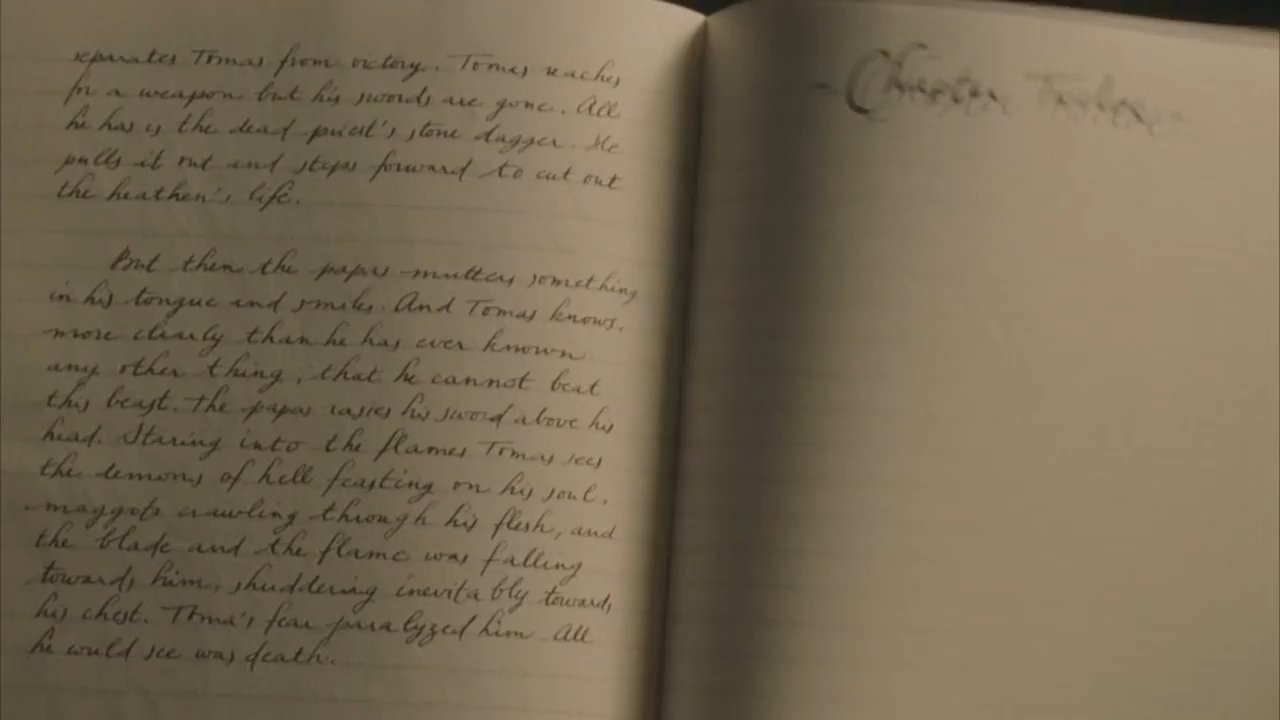 separates Tomas from victory. Tomas reaches
for a weapon but his swords are gone. All
he has is the dead priest's stone dagger. He
pulls it out and steps forward to cut out
the heathen's life.
But then the papas mutters something
in his tongue and smiles. And Tomas knows,
more clearly than he has ever known
any other thing, that he cannot beat
this beast. The papas rasies his sword above his
head. Staring into the flames Tomas sees
the demons of hell feasting on his soul,
maggots crawling through his flesh, and
the blade and the flame was falling
towards him, shuddering inevitably towards
his chest. Tomas's fear paralyzed him. All
he would see was death.